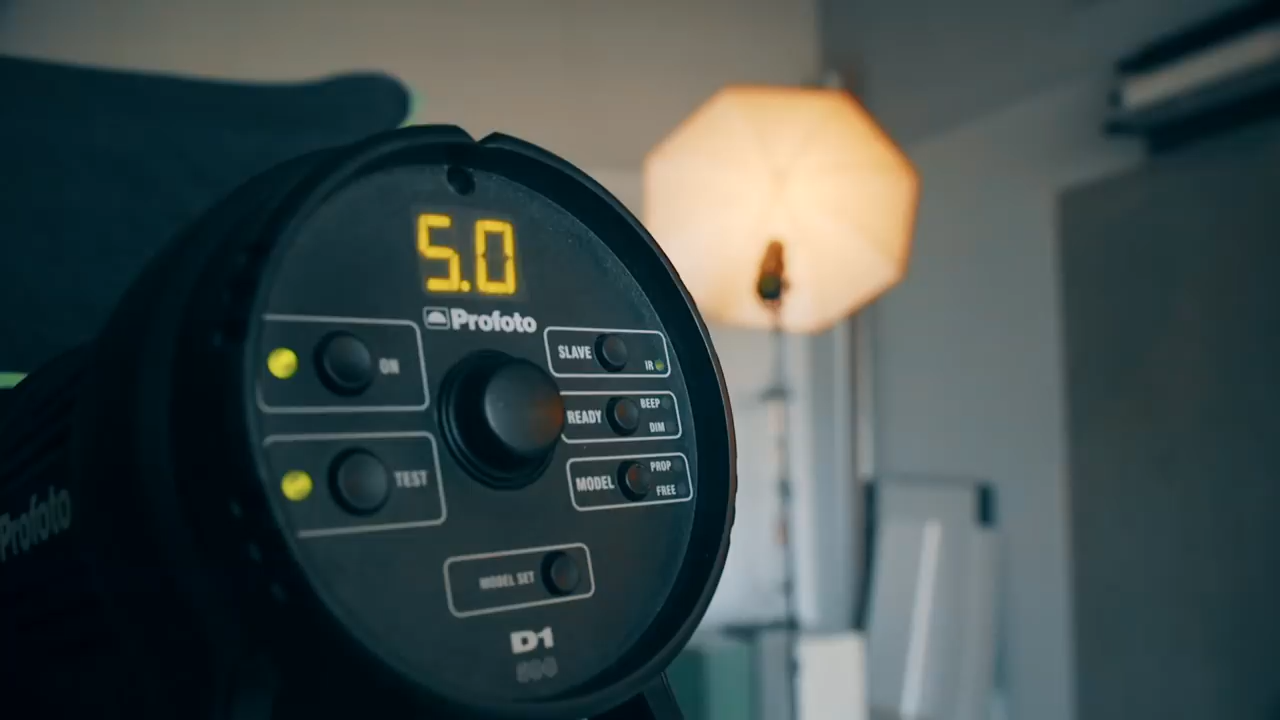 5.0
Profoto
ON
SLAVE
IR
READY
BEEP
DIM
TEST
MODEL
PROP
FREE
MODEL SET
D1
Profoto